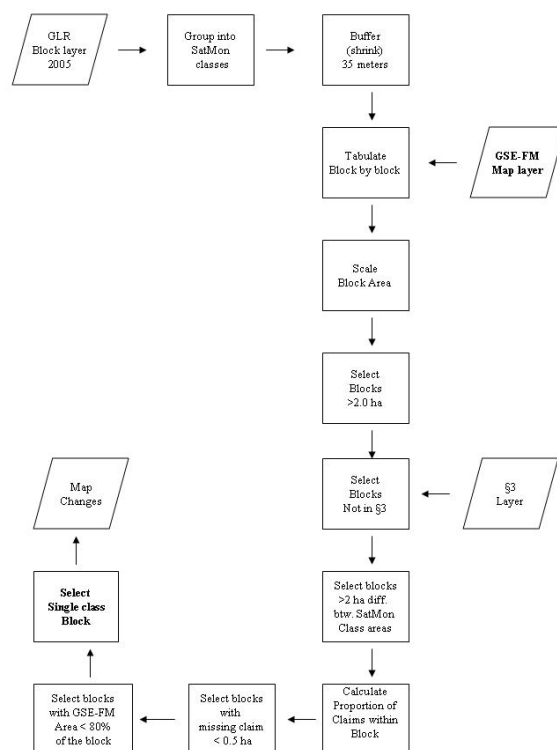 GLR
Block layer
2005
Group into
SatMon
classes
Buffer
(shrink)
35 meters
Tabulate
Block by block
GSE-FM
Map layer
Scale
Block Area
Select
Blocks
>2.0 ha
Select
Blocks
Not in §3
§3
Layer
Select blocks
>2 ha diff.
btw. SatMon
Class areas
Calculate
Proportion of
Claims within
Block
Select blocks
with
missing claim
< 0.5 ha
Select blocks
with GSE-FM
Area < 80%
of the block
Select
Single class
Block
Map
Changes